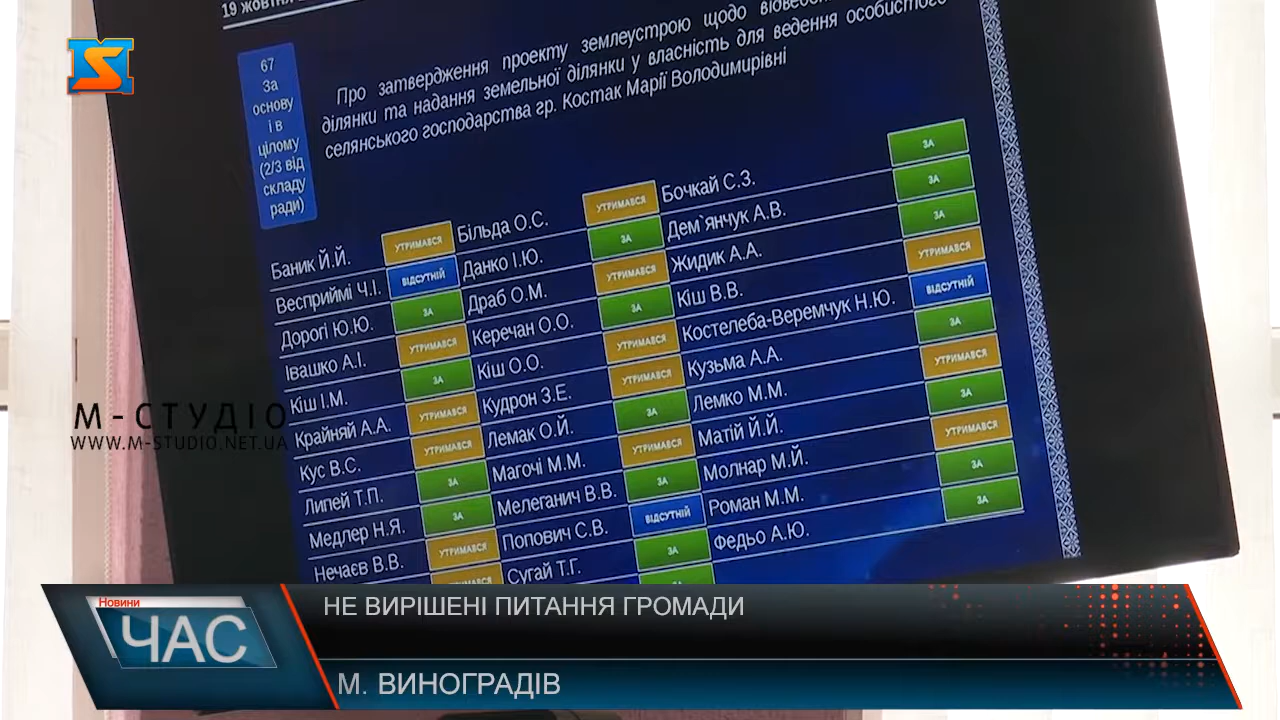 19 жовтня
67
За
основу
і в
цілому
(2/3 від
складу
ради)
Про затвердження проекту землеустрою щодо
ділянки та надання земельної ділянки у власність для ведення особистого
селянського господарства гр. Костак Марії Володимирівні
Баник Й.Й. УТРИМАВСЯ Більда О.С. УТРИМАВСЯ Бочкай С.З. ЗА
Весприймі Ч.І. ВІДСУТНІЙ Данко І.Ю. ЗА Дем`янчук А.В. ЗА
Дорогі Ю.Ю. ЗА Драб О.М. УТРИМАВСЯ Жидик А.А. ЗА
Івашко А.І. УТРИМАВСЯ Керечан О.О. ЗА Кіш В.В. УТРИМАВСЯ
Кіш І.М. ЗА Кіш О.О. УТРИМАВСЯ Костелеба-Веремчук Н.Ю. ВІДСУТНІЙ
Крайняй А.А. УТРИМАВСЯ Кудрон З.Е. УТРИМАВСЯ Кузьма А.А. ЗА
Кус В.С. УТРИМАВСЯ Лемак О.Й. ЗА Лемко М.М. УТРИМАВСЯ
Липей Т.П. ЗА Магочі М.М. УТРИМАВСЯ Матій Й.Й. ЗА
Медлер Н.Я. ЗА Мелеганич В.В. ЗА Молнар М.Й. УТРИМАВСЯ
Нечаєв В.В. УТРИМАВСЯ Попович С.В. ВІДСУТНІЙ Роман М.М. ЗА
УТРИМАВСЯ Сугай Т.Г. ЗА Федьо А.Ю. ЗА
ЗА
М-СТУДІО
WWW.M-STUDIO.NET.UA
Новини
ЧАС
НЕ ВИРІШЕНІ ПИТАННЯ ГРОМАДИ
М. ВИНОГРАДІВ